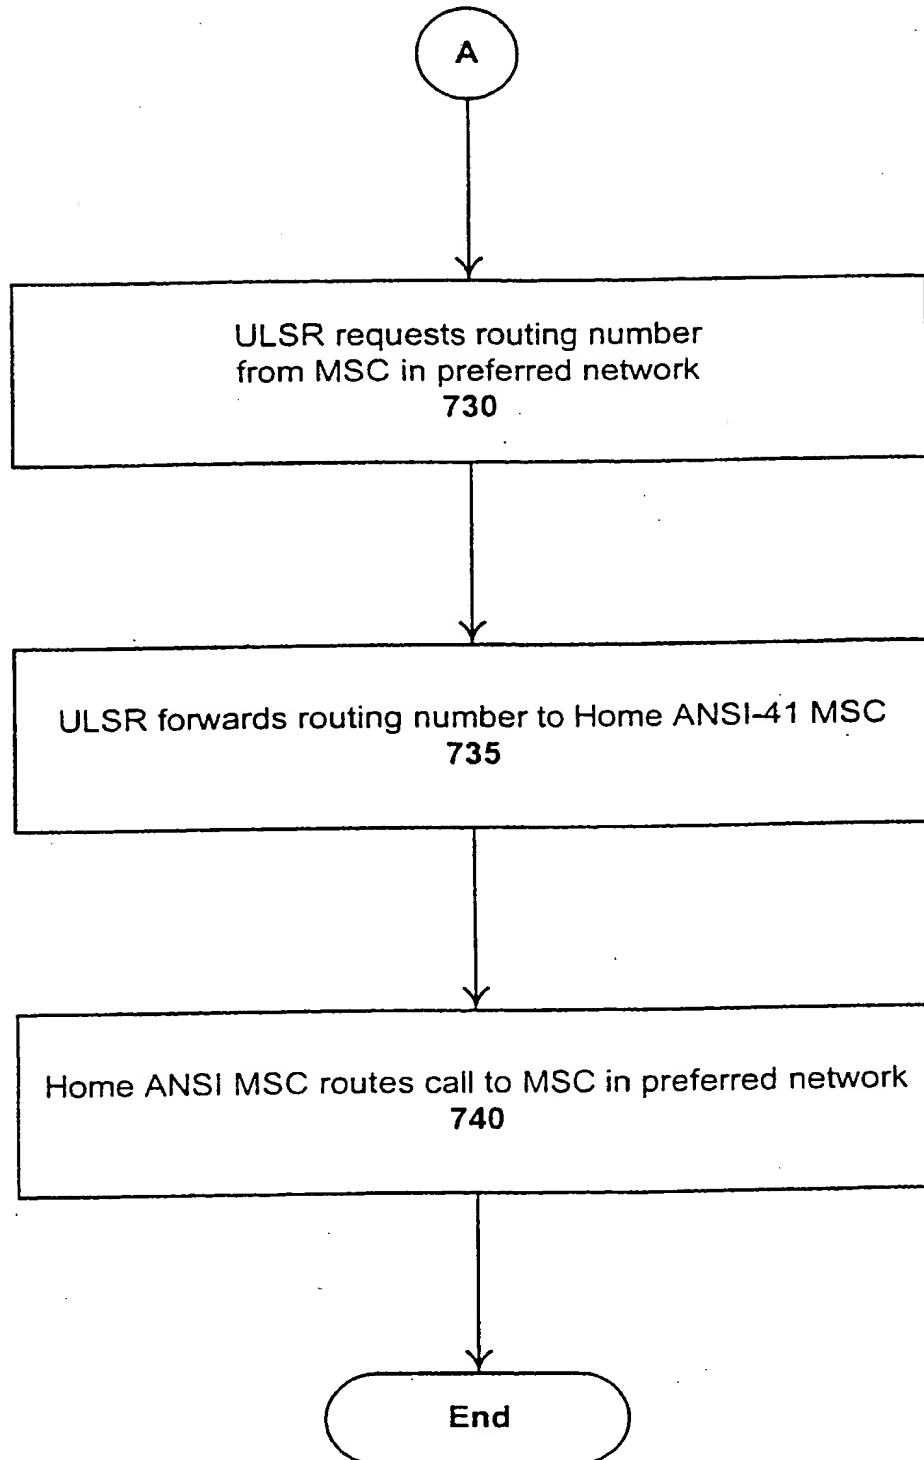 A
ULSR requests routing number
from MSC in preferred network
730
ULSR forwards routing number to Home ANSI-41 MSC
735
Home ANSI MSC routes call to MSC in preferred network
740
End